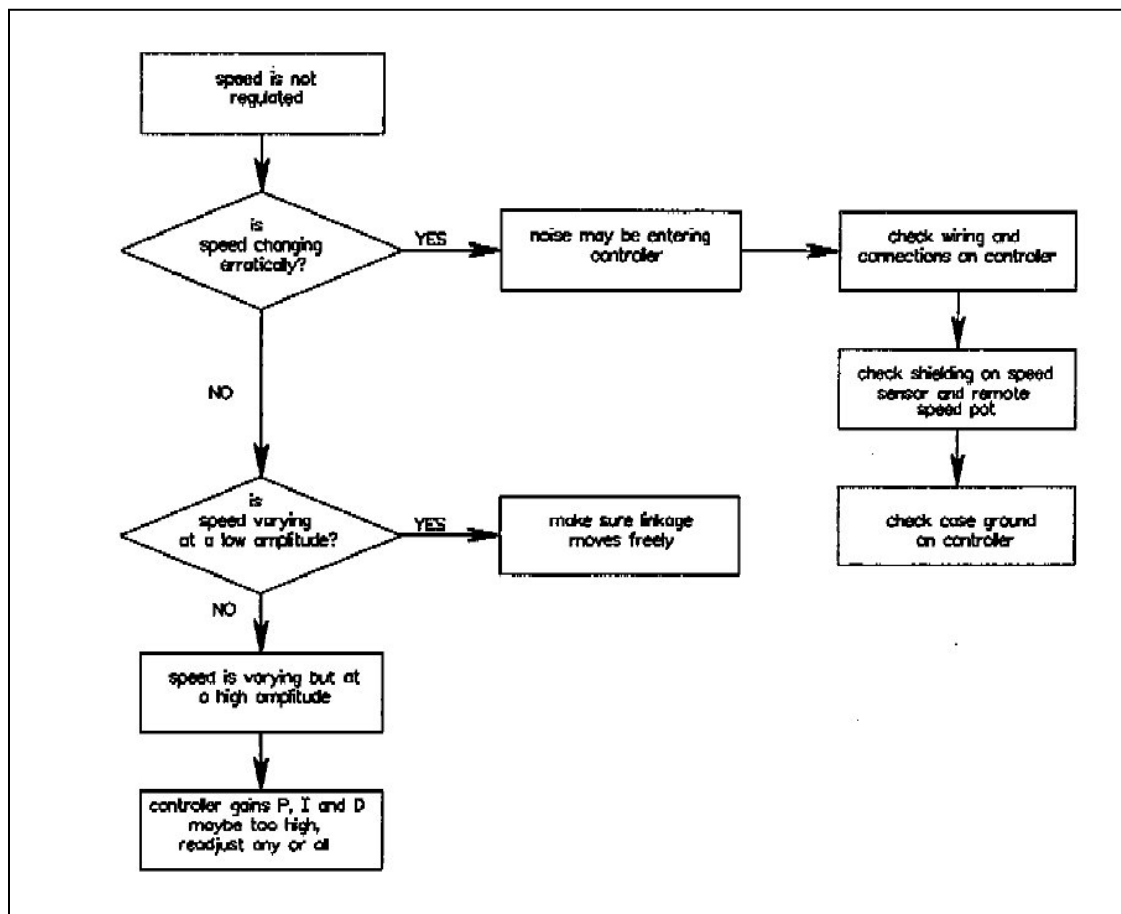 speed is not
regulated
is
speed changing
erratically?
YES
noise may be entering
controller
check wiring and
connections on controller
check shielding on speed
sensor and remote
speed pot
check case ground
on controller
NO
is
speed varying
at a low amplitude?
YES
make sure linkage
moves freely
NO
speed is varying but at
a high amplitude
controller gains P, I and D
maybe too high,
readjust any or all